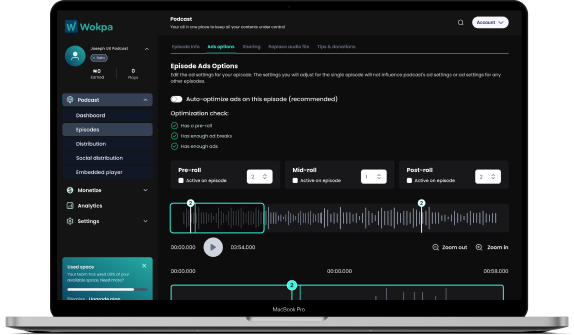 Wokpa
Joseph UX Podcast
₦0
Earned
0
Plays
Podcast
Dashboard
Episodes
Distribution
Social distribution
Embedded player
Monetize
Analytics
Settings
Used space
Your team has used 80% of your
available space. Need more?
Dismiss Upgrade plan
Podcast
Your all in one place to keep all your contents under control
Account
Episode info Ads options Sharing Replace audio file Tips & donations
Episode Ads Options
Edit the ad settings for your episode. The settings you will adjust for the single episode will not influence podcast's ad settings or ad settings for any
other episodes.
Auto-optimize ads on this episode (recommended)
Optimization check:
Has a pre-roll
Has enough ad breaks
Has enough ads
Pre-roll
Active on episode
2
Mid-roll
Active on episode
1
Post-roll
Active on episode
2
2
2
00:00.000
03:54.000
Zoom out
Zoom in
00:00.000
00:00.000
00:58.000
2
MacBook Pro